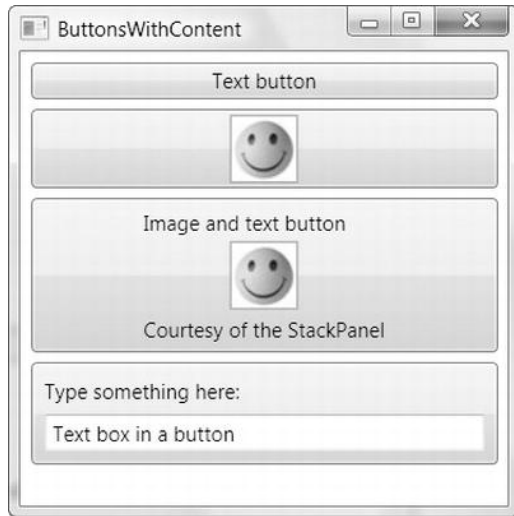 ButtonsWithContent
Text button
Image and text button
Courtesy of the StackPanel
Type something here:
Text box in a button